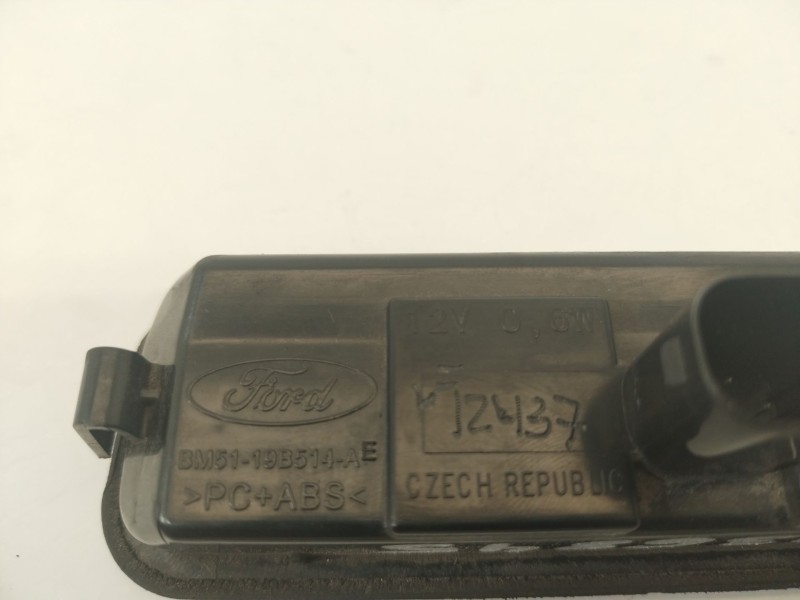 12V 0,6W
Ford
12437
BM51-19B514-AE
>PC+ABS<
CZECH REPUBLIC